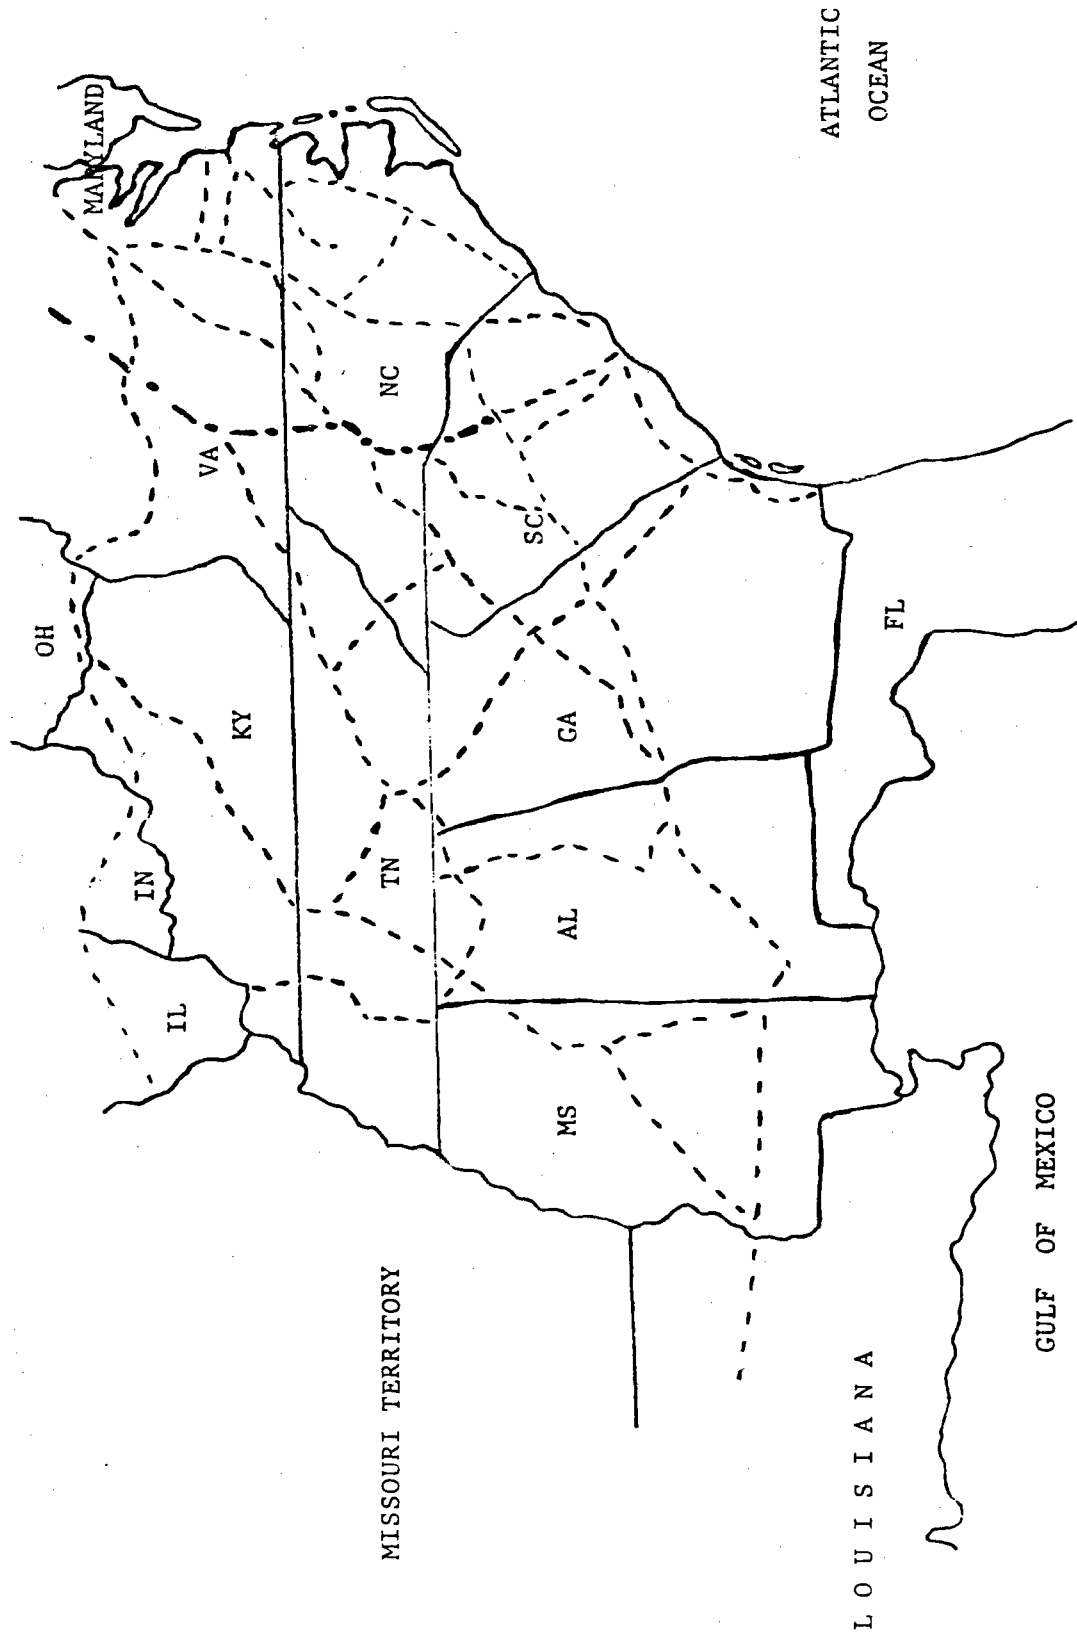 MARYLAND
OH
VA
KY
IN
IL
NC
TN
SC
GA
AL
MS
FL
MISSOURI TERRITORY
L O U I S I A N A
ATLANTIC
OCEAN
GULF OF MEXICO